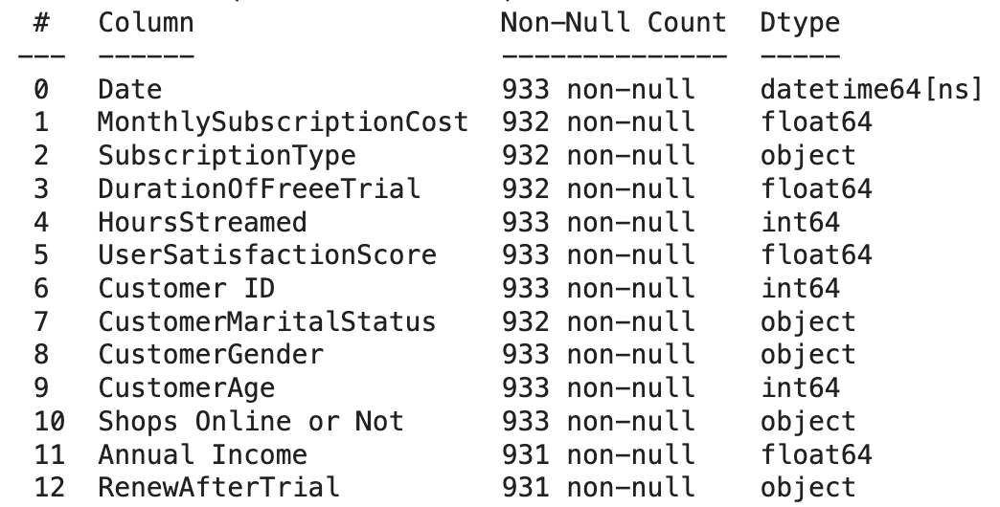 #   Column                   Non-Null Count  Dtype
---  ------                   --------------  -----
 0   Date                     933 non-null    datetime64[ns]
 1   MonthlySubscriptionCost  932 non-null    float64
 2   SubscriptionType         932 non-null    object
 3   DurationOfFreeeTrial     932 non-null    float64
 4   HoursStreamed            933 non-null    int64
 5   UserSatisfactionScore    933 non-null    float64
 6   Customer ID              933 non-null    int64
 7   CustomerMaritalStatus    932 non-null    object
 8   CustomerGender           933 non-null    object
 9   CustomerAge              933 non-null    int64
 10  Shops Online or Not      933 non-null    object
 11  Annual Income            931 non-null    float64
 12  RenewAfterTrial          931 non-null    object